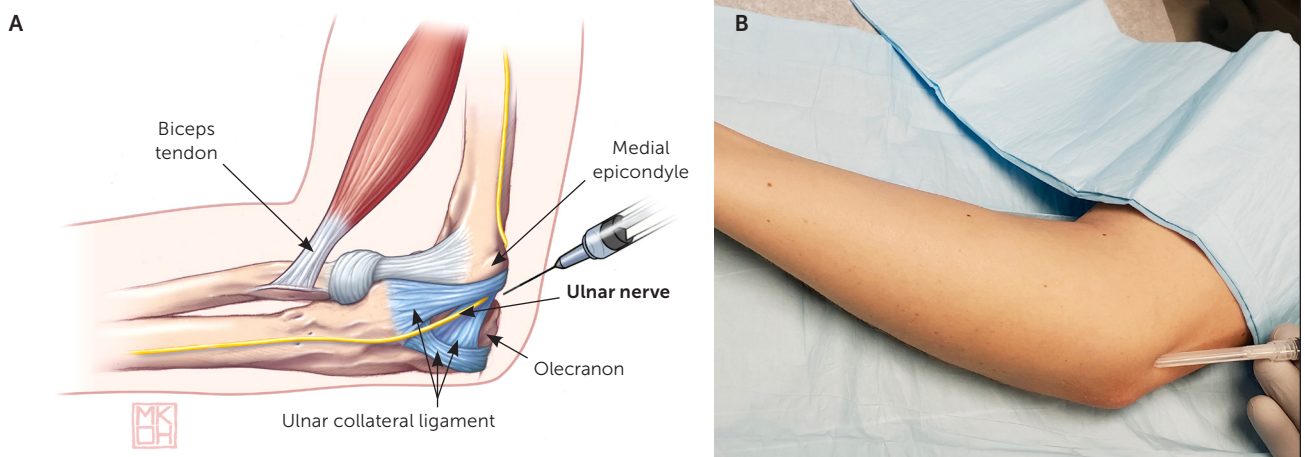 A
B
Biceps
tendon
Medial
epicondyle
Ulnar nerve
Olecranon
Ulnar collateral ligament
MK
OH